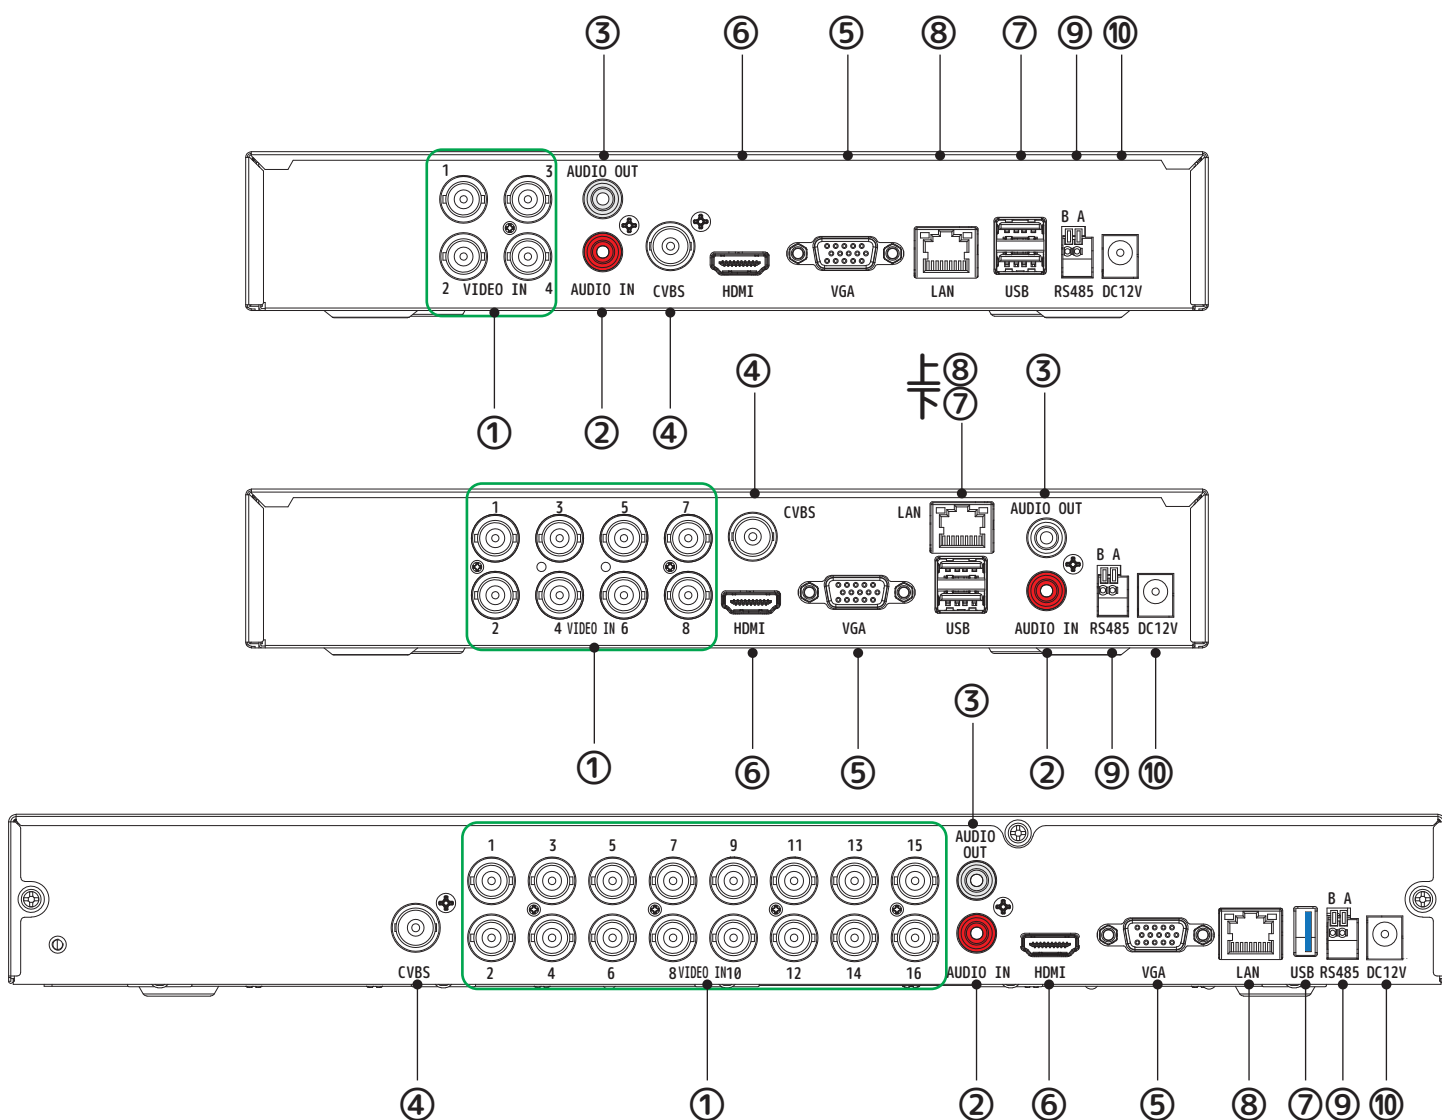 ③ ⑥ ⑤ ⑧ ⑦ ⑨ ⑩
1 3 AUDIO OUT
B A
2 VIDEO IN 4 AUDIO IN CVBS HDMI VGA LAN USB RS485 DC12V
① ② ④
④ 上⑧ ③
下⑦
1 3 5 7 CVBS LAN AUDIO OUT
B A
2 4 VIDEO IN 6 8 HDMI VGA USB AUDIO IN RS485 DC12V
③
① ⑥ ⑤ ② ⑨ ⑩
1 3 5 7 9 11 13 15 AUDIO
OUT
B A
CVBS 2 4 6 8 VIDEO IN 10 12 14 16 AUDIO IN HDMI VGA LAN USB RS485 DC12V
④ ① ② ⑥ ⑤ ⑧ ⑦ ⑨ ⑩